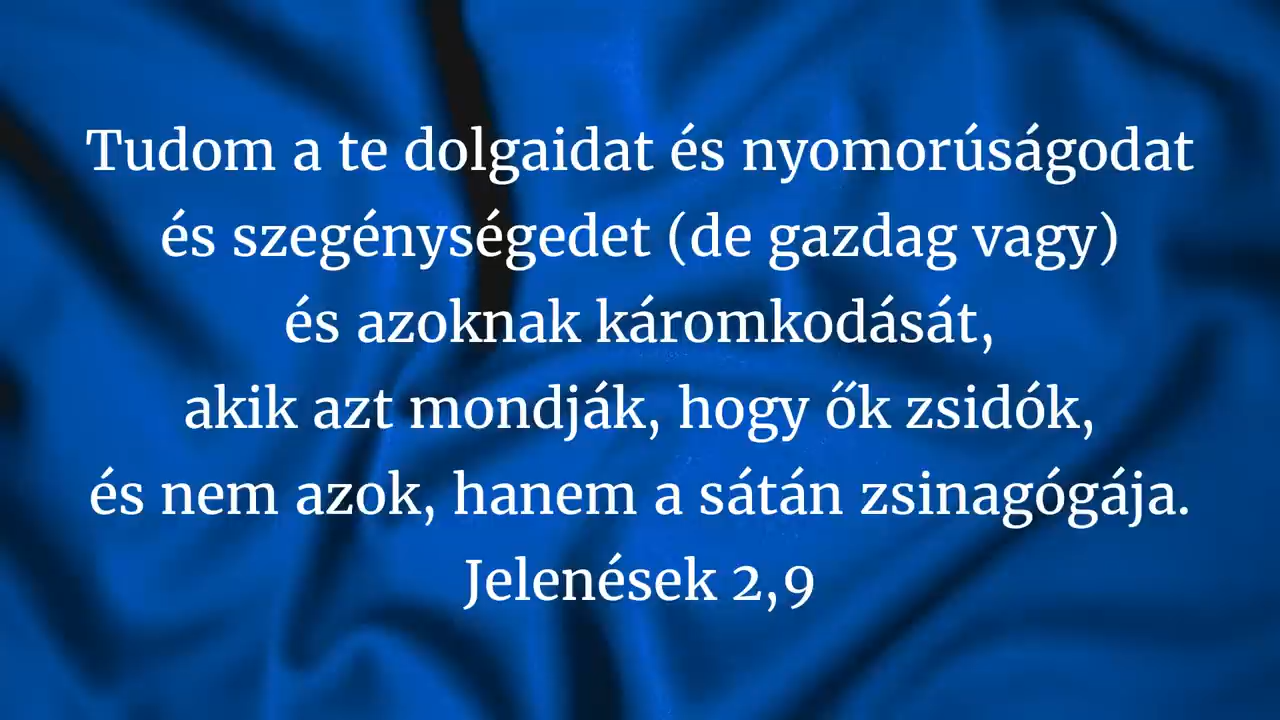 Tudom a te dolgaidat és nyomorúságodat
és szegénységedet (de gazdag vagy)
és azoknak káromkodását,
akik azt mondják, hogy ők zsidók,
és nem azok, hanem a sátán zsinagógája.
Jelenések 2,9